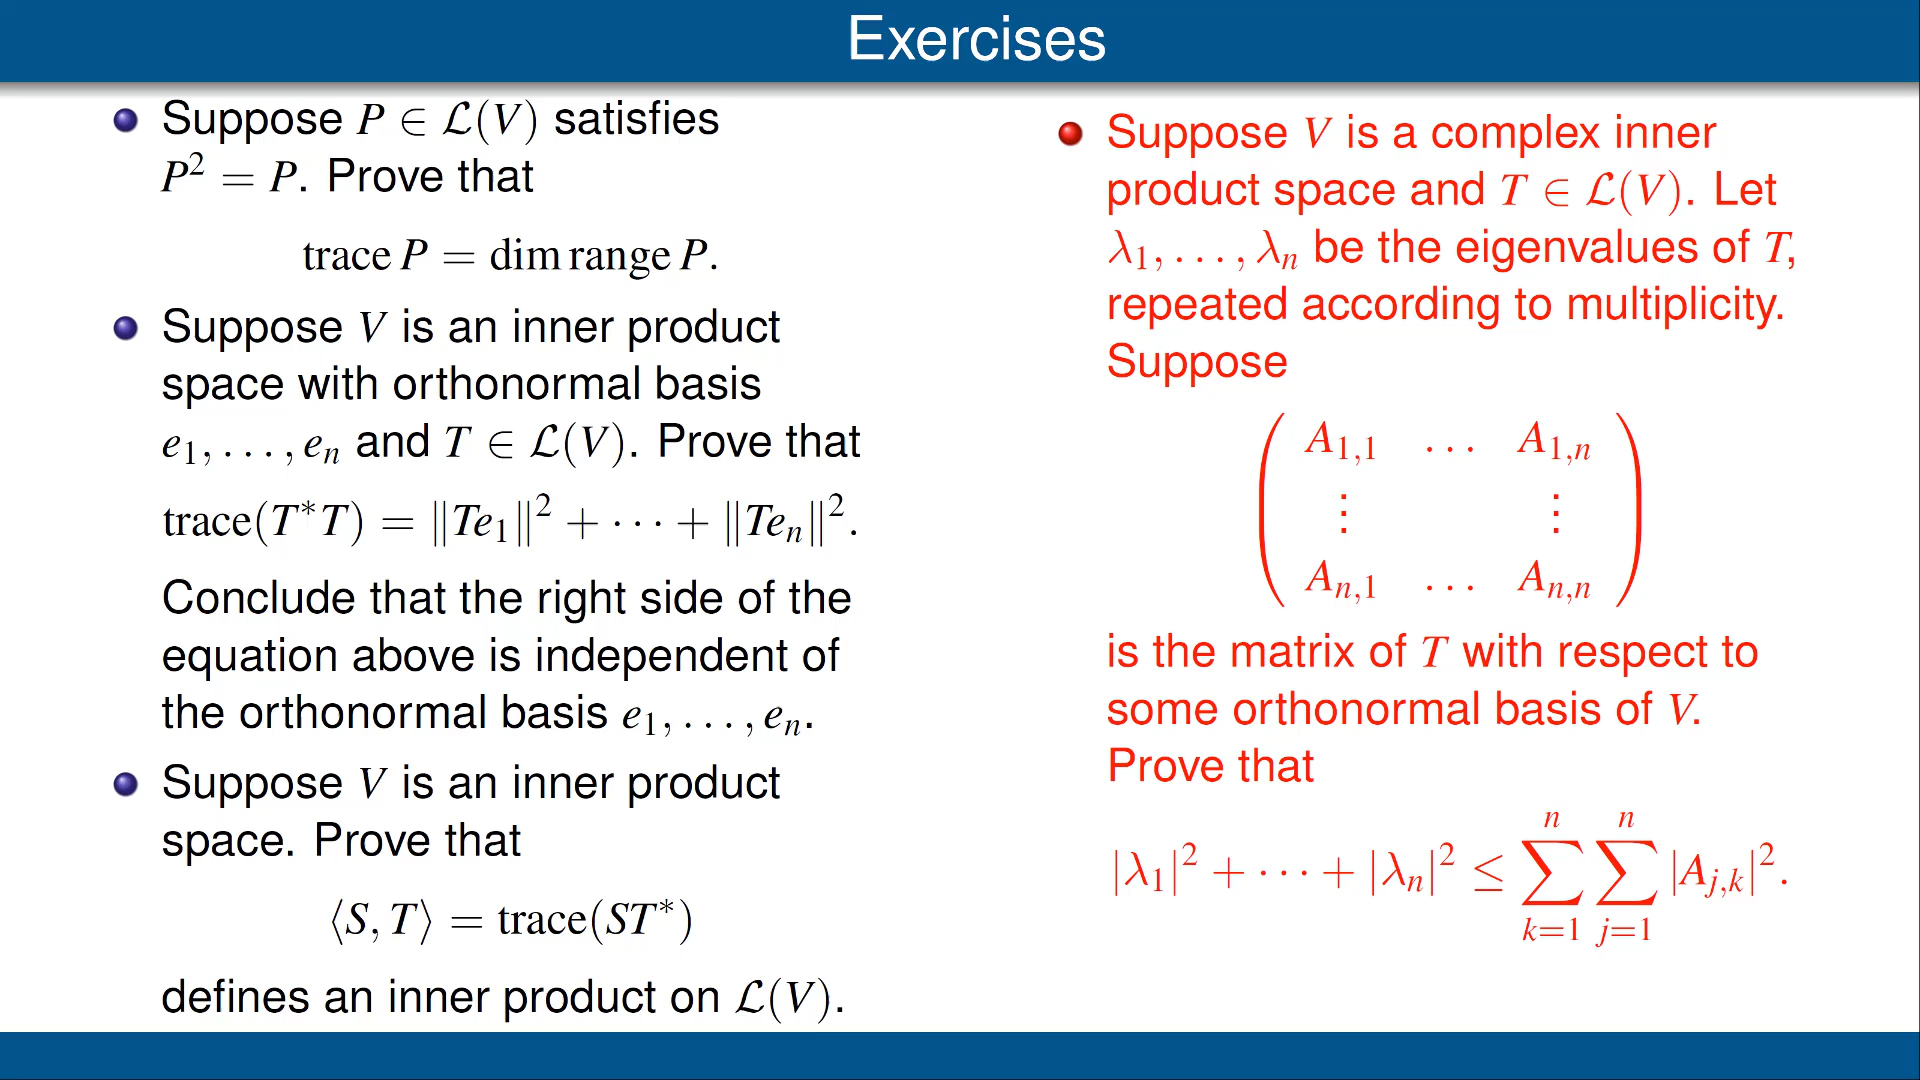 Exercises
Suppose P ∈ ℒ(V) satisfies
P² = P. Prove that
trace P = dim range P.
Suppose V is an inner product
space with orthonormal basis
e₁, . . . , eₙ and T ∈ ℒ(V). Prove that
trace(T*T) = ‖Te₁‖² + · · · + ‖Teₙ‖².
Conclude that the right side of the
equation above is independent of
the orthonormal basis e₁, . . . , eₙ.
Suppose V is an inner product
space. Prove that
⟨S, T⟩ = trace(ST*)
defines an inner product on ℒ(V).
Suppose V is a complex inner
product space and T ∈ ℒ(V). Let
λ₁, . . . , λₙ be the eigenvalues of T,
repeated according to multiplicity.
Suppose
( A₁,₁ . . . A₁,ₙ
⋮ ⋮
Aₙ,₁ . . . Aₙ,ₙ )
is the matrix of T with respect to
some orthonormal basis of V.
Prove that
|λ₁|² + · · · + |λₙ|² ≤ ∑_{k=1}^{n} ∑_{j=1}^{n} |A_{j,k}|².